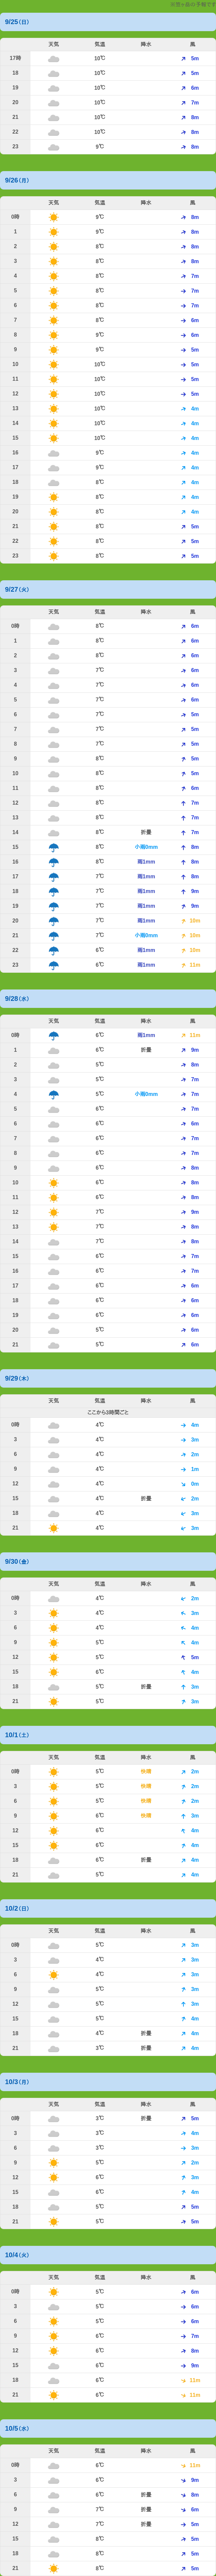 9/25 (日)
天気 気温 降水 風
17時 10℃ 5m
18 10℃ 5m
19 10℃ 6m
20 10℃ 7m
21 10℃ 8m
22 10℃ 8m
23 9℃ 8m
9/26 (月)
天気 気温 降水 風
0時 9℃ 8m
1 9℃ 8m
2 8℃ 8m
3 8℃ 8m
4 8℃ 7m
5 8℃ 7m
6 8℃ 7m
7 8℃ 6m
8 9℃ 6m
9 9℃ 5m
10 10℃ 5m
11 10℃ 5m
12 10℃ 5m
13 10℃ 4m
14 10℃ 4m
15 10℃ 4m
16 9℃ 4m
17 9℃ 4m
18 8℃ 4m
19 8℃ 4m
20 8℃ 4m
21 8℃ 5m
22 8℃ 5m
23 8℃ 5m
9/27 (火)
天気 気温 降水 風
0時 8℃ 6m
1 8℃ 6m
2 8℃ 6m
3 7℃ 6m
4 7℃ 6m
5 7℃ 6m
6 7℃ 5m
7 7℃ 5m
8 7℃ 5m
9 8℃ 5m
10 8℃ 5m
11 8℃ 6m
12 8℃ 7m
13 8℃ 7m
14 8℃ 折畳 7m
15 8℃ 小雨0mm 8m
16 8℃ 雨1mm 8m
17 7℃ 雨1mm 8m
18 7℃ 雨1mm 9m
19 7℃ 雨1mm 9m
20 7℃ 雨1mm 10m
21 7℃ 小雨0mm 10m
22 6℃ 雨1mm 10m
23 6℃ 雨1mm 11m
9/28 (水)
天気 気温 降水 風
0時 6℃ 雨1mm 11m
1 6℃ 折畳 9m
2 5℃ 8m
3 5℃ 7m
4 5℃ 小雨0mm 7m
5 6℃ 7m
6 6℃ 6m
7 6℃ 7m
8 6℃ 7m
9 6℃ 8m
10 6℃ 8m
11 6℃ 8m
12 7℃ 9m
13 7℃ 8m
14 7℃ 8m
15 6℃ 7m
16 6℃ 7m
17 6℃ 6m
18 6℃ 6m
19 6℃ 6m
20 5℃ 6m
21 5℃ 6m
9/29 (木)
天気 気温 降水 風
ここから3時間ごと
0時 4℃ 4m
3 4℃ 3m
6 4℃ 2m
9 4℃ 1m
12 4℃ 0m
15 4℃ 折畳 2m
18 4℃ 3m
21 4℃ 3m
9/30 (金)
天気 気温 降水 風
0時 4℃ 2m
3 4℃ 3m
6 4℃ 4m
9 5℃ 4m
12 5℃ 5m
15 6℃ 4m
18 5℃ 折畳 3m
21 5℃ 3m
10/1 (土)
天気 気温 降水 風
0時 5℃ 快晴 2m
3 5℃ 快晴 2m
6 5℃ 快晴 2m
9 6℃ 快晴 3m
12 6℃ 4m
15 6℃ 4m
18 6℃ 折畳 4m
21 5℃ 4m
10/2 (日)
天気 気温 降水 風
0時 5℃ 3m
3 4℃ 3m
6 4℃ 3m
9 5℃ 3m
12 5℃ 3m
15 5℃ 4m
18 4℃ 折畳 4m
21 3℃ 折畳 4m
10/3 (月)
天気 気温 降水 風
0時 3℃ 折畳 5m
3 3℃ 4m
6 3℃ 3m
9 5℃ 2m
12 6℃ 3m
15 6℃ 4m
18 5℃ 5m
21 5℃ 5m
10/4 (火)
天気 気温 降水 風
0時 5℃ 6m
3 5℃ 6m
6 5℃ 6m
9 6℃ 7m
12 6℃ 8m
15 6℃ 9m
18 6℃ 11m
21 6℃ 11m
10/5 (水)
天気 気温 降水 風
0時 6℃ 11m
3 6℃ 9m
6 6℃ 折畳 8m
9 7℃ 折畳 6m
12 7℃ 折畳 5m
15 8℃ 5m
18 8℃ 5m
21 8℃ 5m